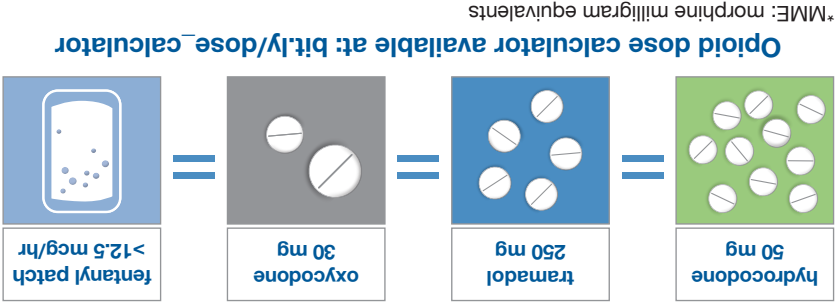 hydrocodone
50 mg
tramadol
250 mg
oxycodone
30 mg
fentanyl patch
>12.5 mcg/hr
Opioid dose calculator available at: bit.ly/dose_calculator
*MME: morphine milligram equivalents